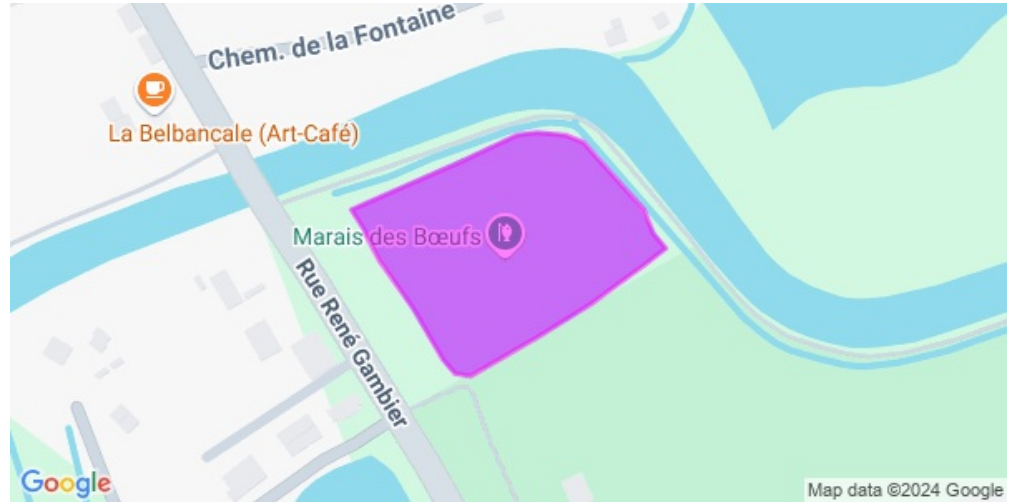 Chem. de la Fontaine
La Belbancale (Art-Café)
Marais des Bœufs
Rue René Gambier
Google
Map data ©2024 Google